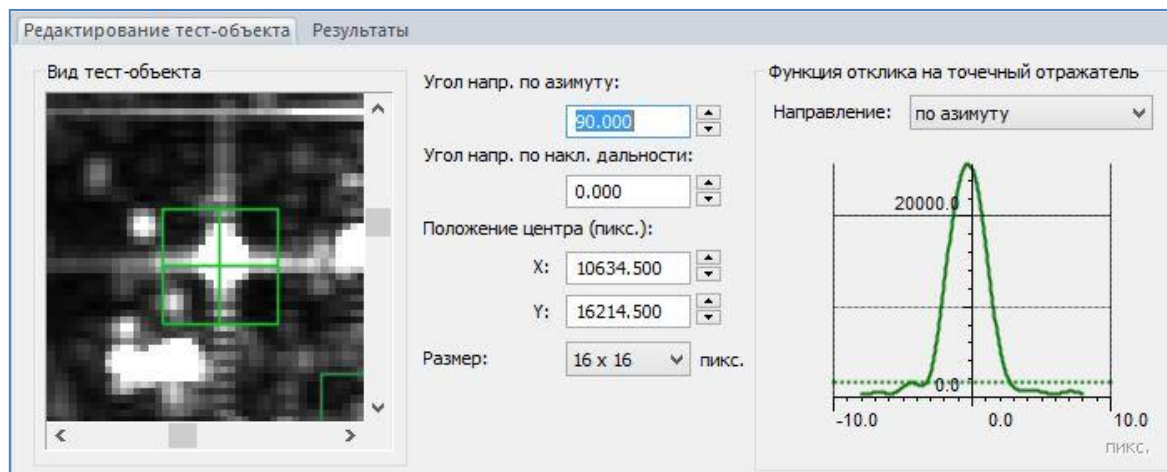 Редактирование тест-объекта Результаты
Вид тест-объекта
Угол напр. по азимуту:
90.000
Угол напр. по накл. дальности:
0.000
Положение центра (пикс.):
X: 10634.500
Y: 16214.500
Размер: 16 x 16 пикс.
Функция отклика на точечный отражатель
Направление: по азимуту
20000.0
0.0
-10.0 0.0 10.0
пикс.